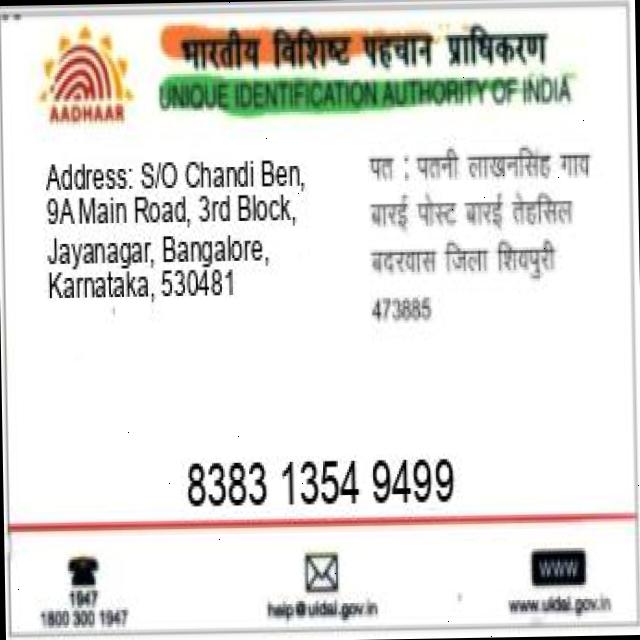 भारतीय विशिष्ट पहचान प्राधिकरण
UNIQUE IDENTIFICATION AUTHORITY OF INDIA
AADHAAR
Address: S/O Chandi Ben,
9A Main Road, 3rd Block,
Jayanagar, Bangalore,
Karnataka, 530481
पत : पतनी लाखनसिंह गाव
बारई पोस्ट बारई तेहसिल
बदरवास जिला शिवपुरी
473885
8383 1354 9499
1947
1800 300 1947
help@uidai.gov.in
WWW
www.uidai.gov.in